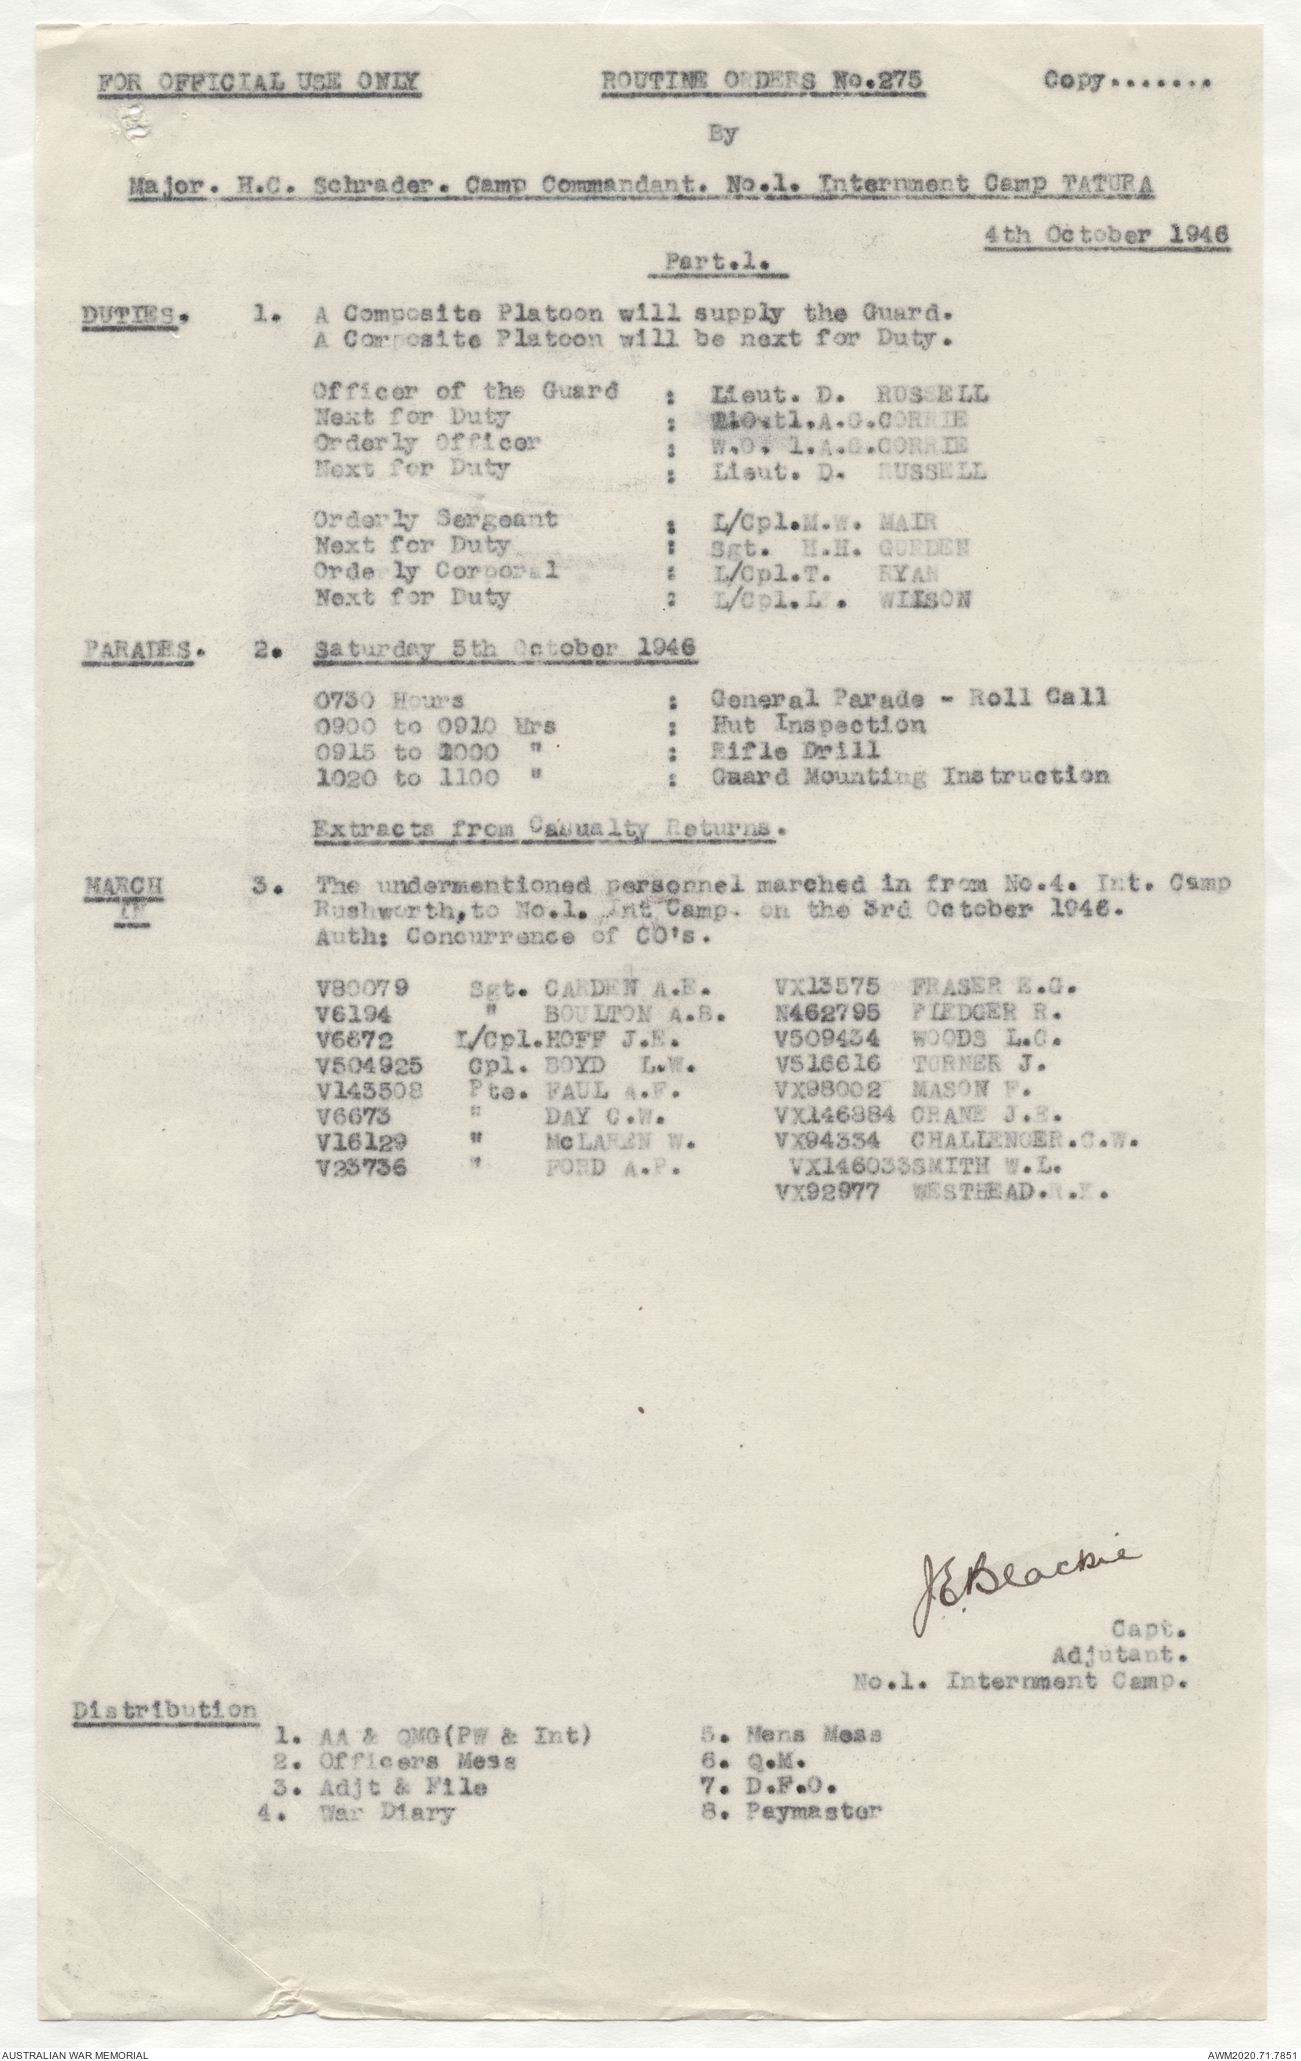 FOR OFFICIAL USE ONLY ROUTINE ORDERS No.275 Copy.......
By
Major. H.C. Schrader. Camp Commandant. No.1. Internment Camp TATURA
4th October 1946
Part.1.
DUTIES. 1. A Composite Platoon will supply the Guard.
A Composite Platoon will be next for Duty.
Officer of the Guard : Lieut. D. RUSSELL
Next for Duty : W.O. 1.A.G.CORRIE
Orderly Officer : W.O. 1.A.G.CORRIE
Next for Duty : Lieut. D. RUSSELL
Orderly Sergeant : L/Cpl.M.W. MAIR
Next for Duty : Sgt. H.H. GURDEN
Orderly Corporal : L/Cpl.T. RYAN
Next for Duty : L/Cpl. WILSON
PARADES. 2. Saturday 5th October 1946
0730 Hours : General Parade - Roll Call
0900 to 0910 Hrs : Hut Inspection
0915 to 1000 " : Rifle Drill
1020 to 1100 " : Gaard Mounting Instruction
Extracts from Casualty Returns.
MARCH 3. The undermentioned personnel marched in from No.4. Int. Camp
IN Rushworth,to No.1. Int Camp. on the 3rd October 1946.
Auth: Concurrence of CO's.
V80079 Sgt. CARDEN A.E. VX13575 FRASER E.G.
V6194 " BOULTON A.B. N462795 PLEDGER R.
V6672 L/Cpl.HOFF J.E. V509434 WOODS L.C.
V504925 Cpl. BOYD L.W. V516616 TURNER J.
V143508 Pte. FAUL A.F. VX98002 MASON F.
V6673 " DAY C.W. VX146884 CRANE J.E.
V16129 " McLAREN W. VX94334 CHALLENGER.C.W.
V23736 " FORD A.P. VX146033SMITH W.L.
VX92977 WESTHEAD.R.K.
J.E.Blackie
Capt.
Adjutant.
No.1. Internment Camp.
Distribution
1. AA & QMG(PW & Int) 5. Mens Mess
2. Officers Mess 6. Q.M.
3. Adjt & File 7. D.F.O.
4. War Diary 8. Paymaster
AUSTRALIAN WAR MEMORIAL AWM2020.71.7851